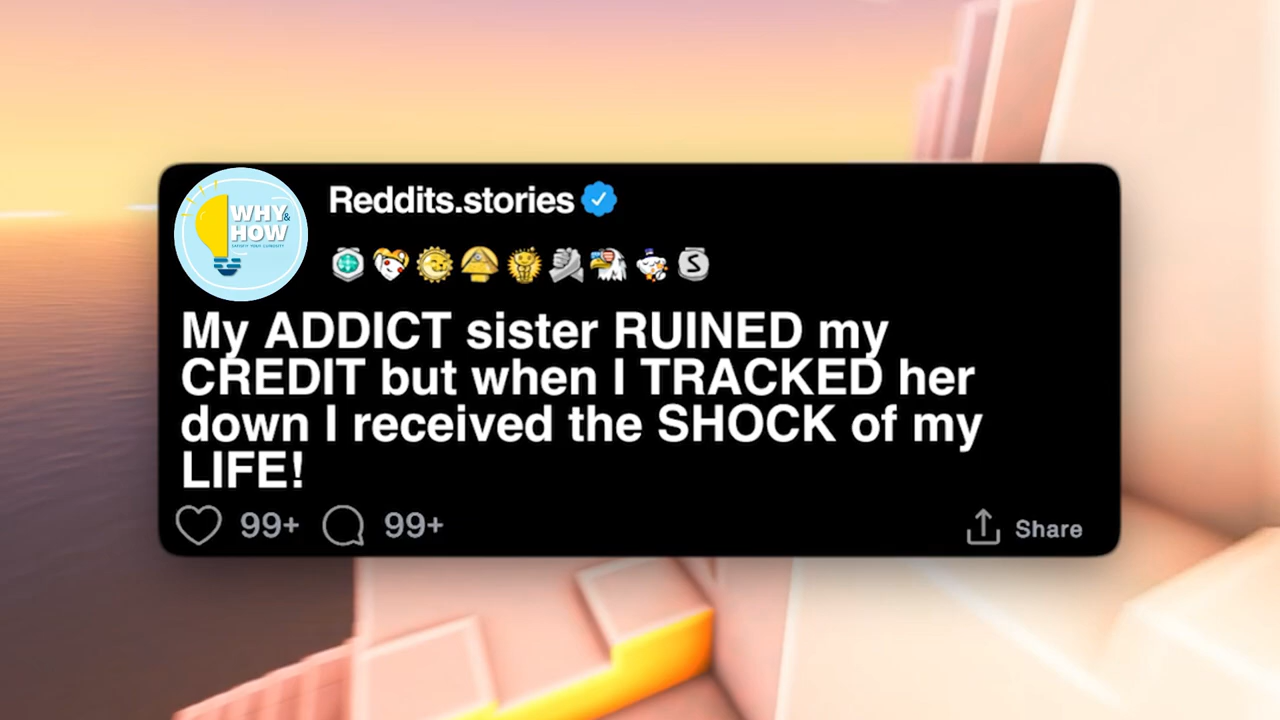 WHY &
HOW
SATISFY YOUR CURIOSITY
Reddits.stories
My ADDICT sister RUINED my
CREDIT but when I TRACKED her
down I received the SHOCK of my
LIFE!
99+ 99+ Share